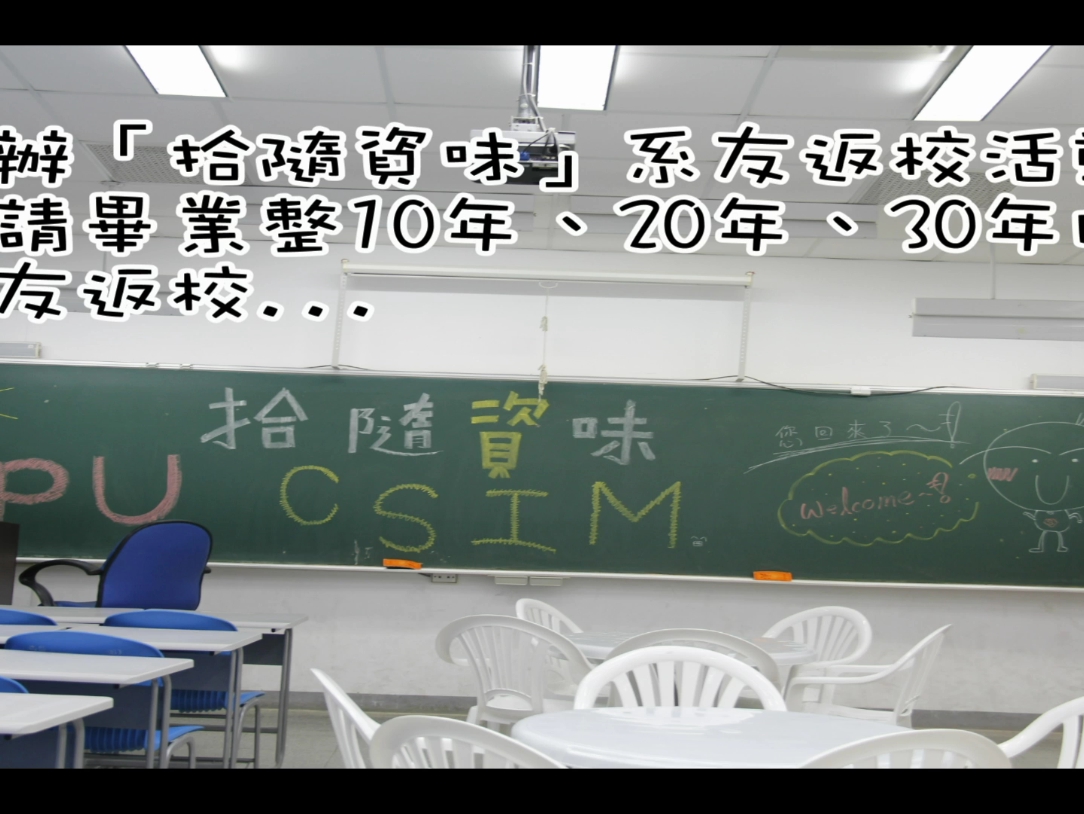 辦「拾隨資味」系友返校活動
請畢業整10年、20年、30年
友返校...
拾隨資味
您回來了~!
PU CSIM
Welcome~!